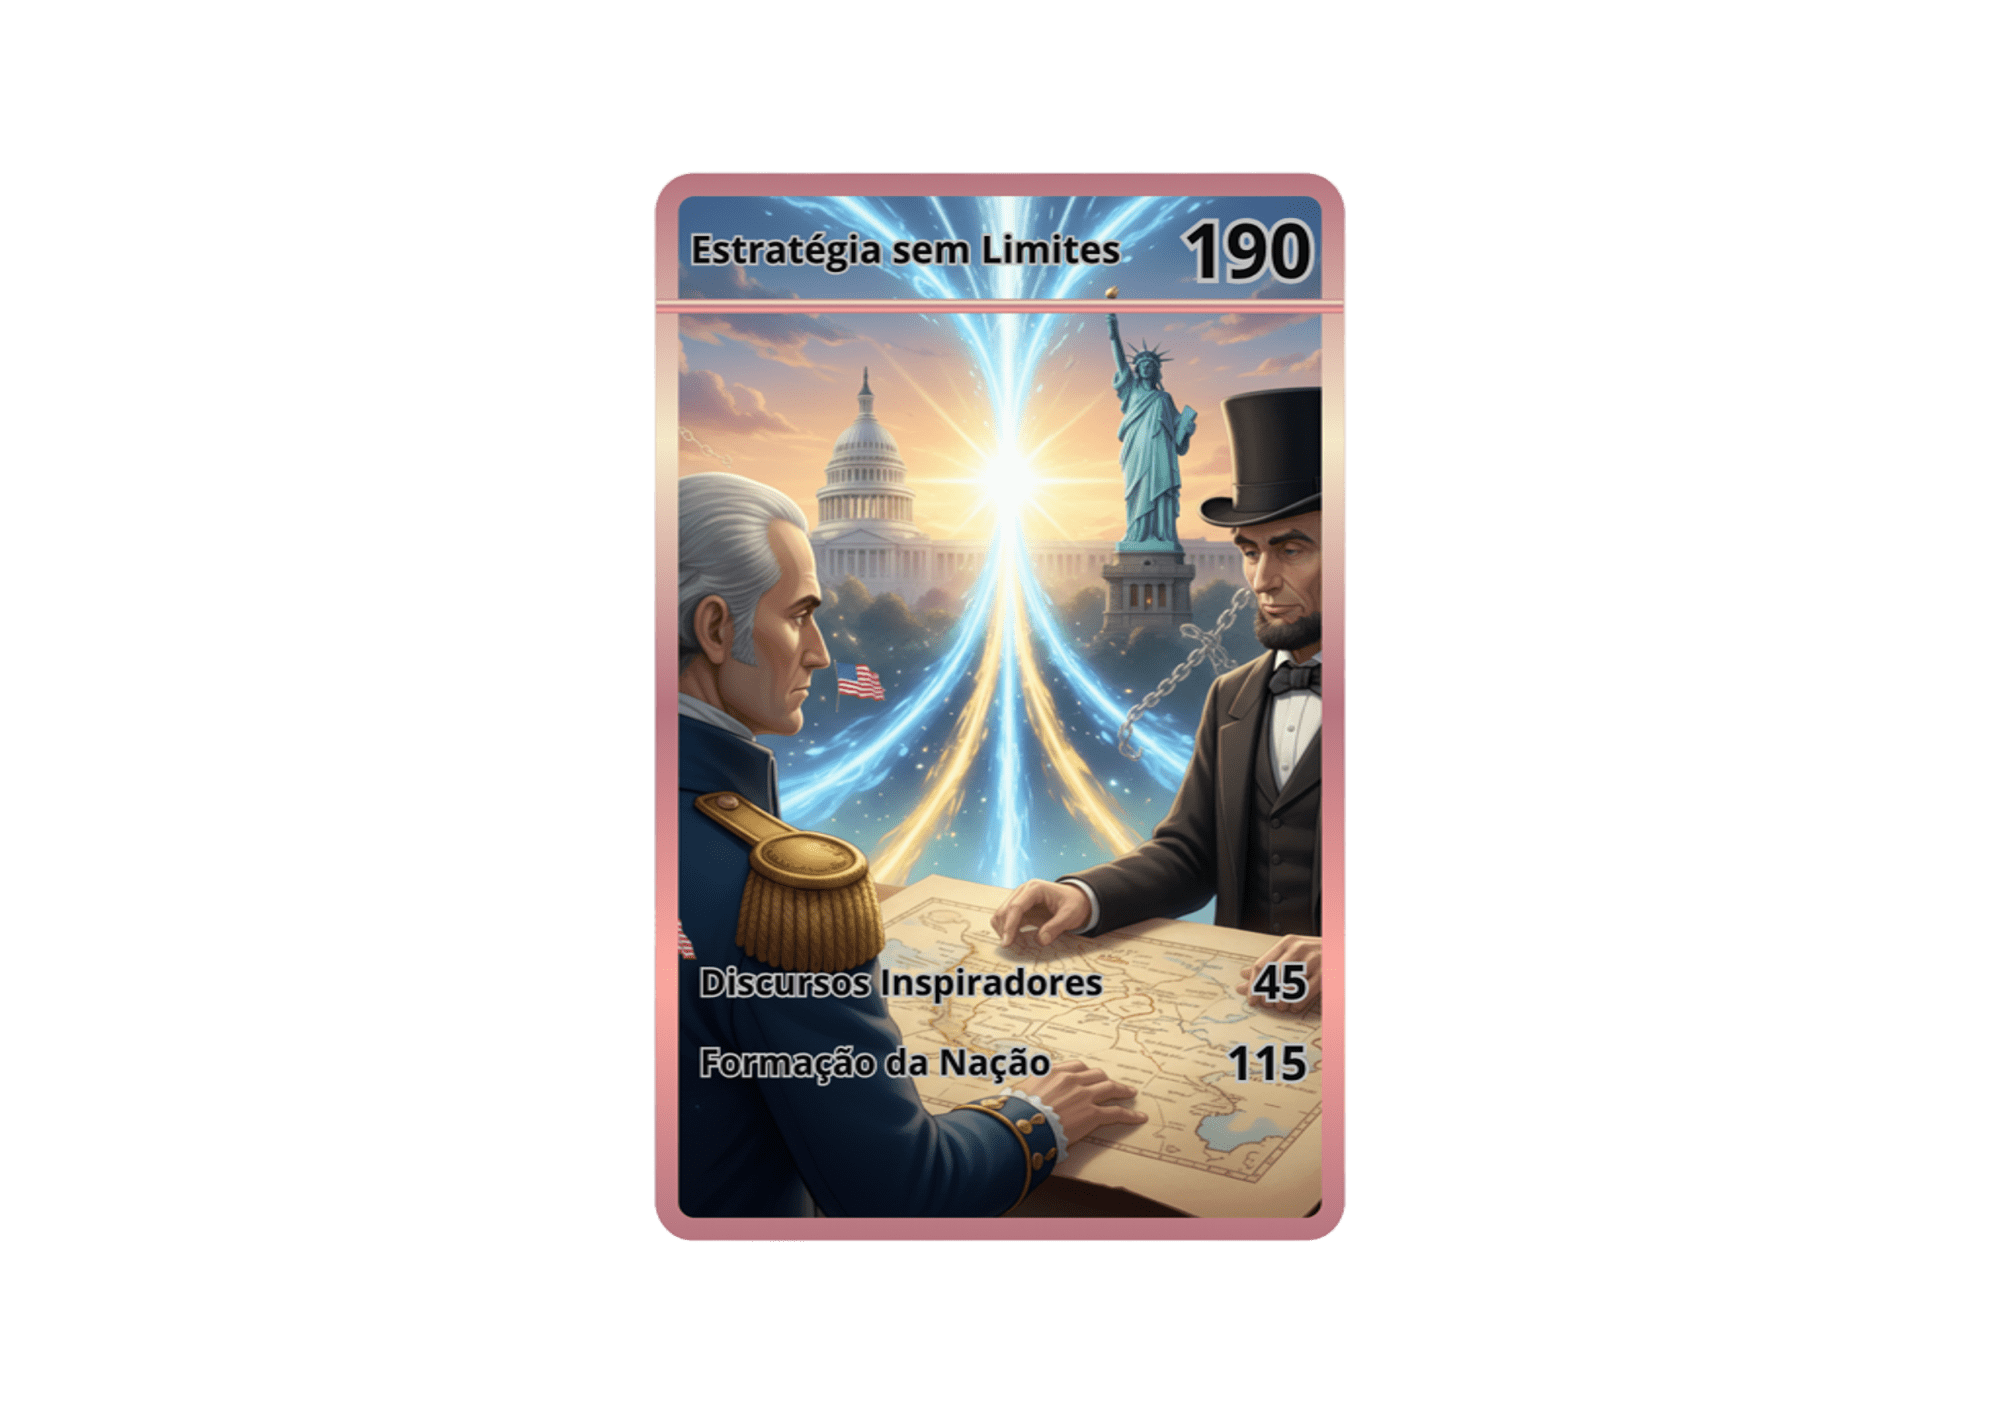 Estratégia sem Limites 190
Discursos Inspiradores 45
Formação da Nação 115